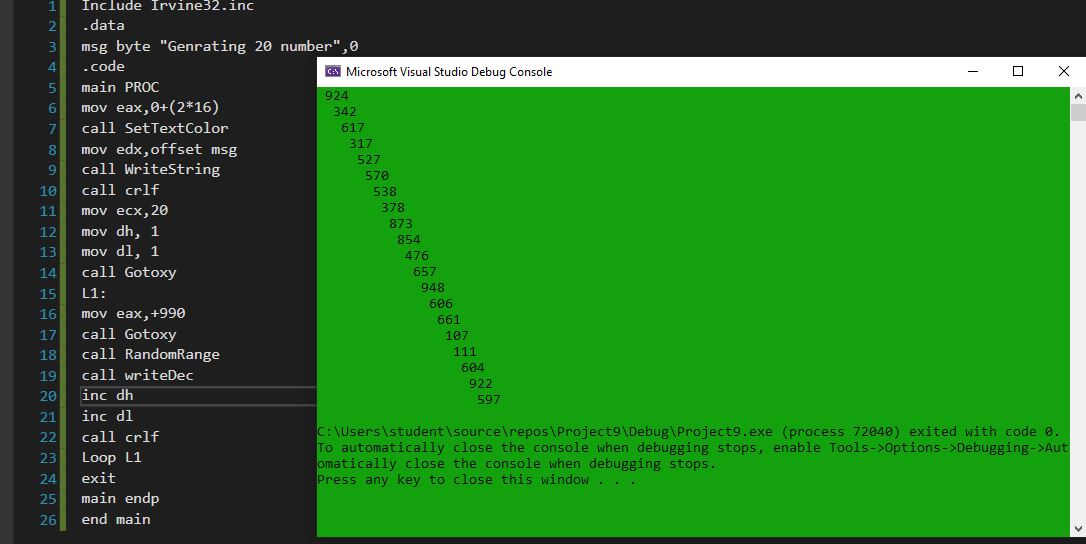 1 Include Irvine32.inc
2 .data
3 msg byte "Genrating 20 number",0
4 .code
5 main PROC
6 mov eax,0+(2*16)
7 call SetTextColor
8 mov edx,offset msg
9 call WriteString
10 call crlf
11 mov ecx,20
12 mov dh, 1
13 mov dl, 1
14 call Gotoxy
15 L1:
16 mov eax,+990
17 call Gotoxy
18 call RandomRange
19 call writeDec
20 inc dh
21 inc dl
22 call crlf
23 Loop L1
24 exit
25 main endp
26 end main
C:\ Microsoft Visual Studio Debug Console
924
342
617
317
527
570
538
378
873
854
476
657
948
606
661
107
111
604
922
597
C:\Users\student\source\repos\Project9\Debug\Project9.exe (process 72040) exited with code 0.
To automatically close the console when debugging stops, enable Tools->Options->Debugging->Aut
omatically close the console when debugging stops.
Press any key to close this window . . .